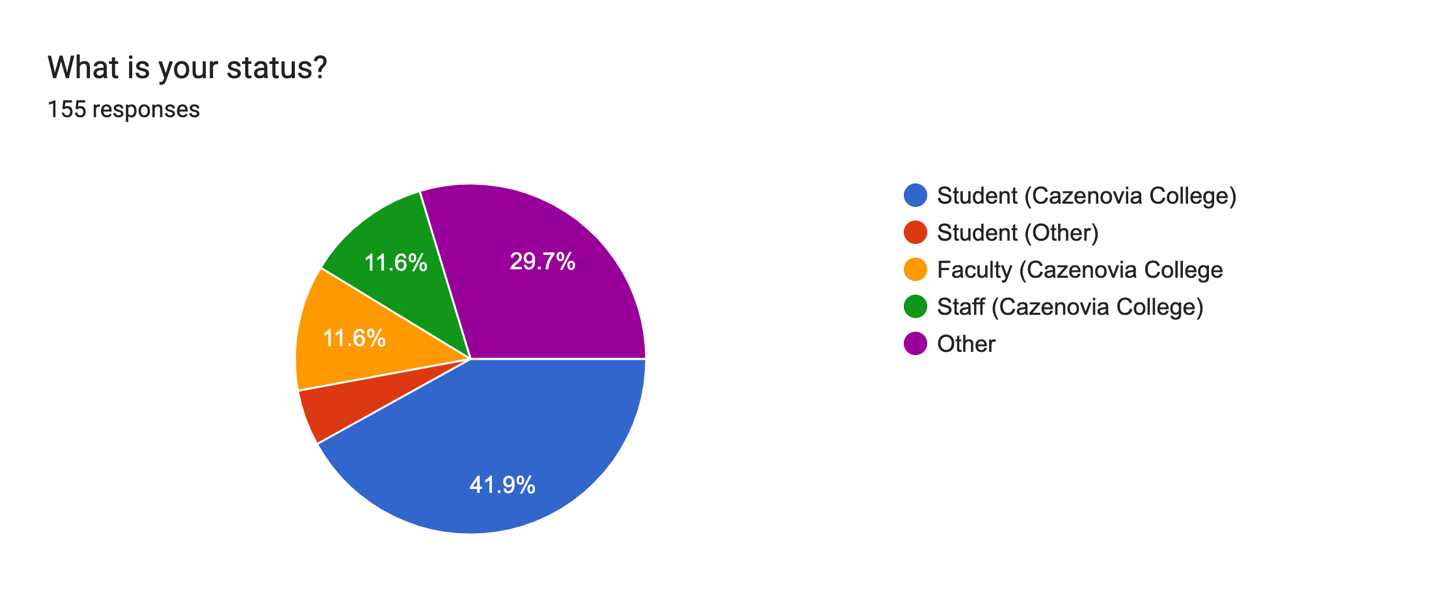 What is your status?
155 responses
29.7%
11.6%
11.6%
41.9%
Student (Cazenovia College)
Student (Other)
Faculty (Cazenovia College
Staff (Cazenovia College)
Other